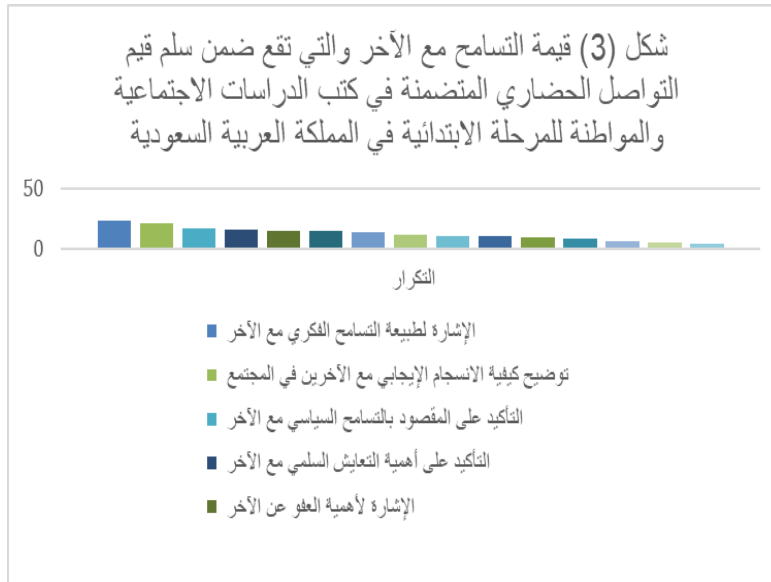 شكل (3) قيمة التسامح مع الآخر والتي تقع ضمن سلم قيم
التواصل الحضاري المتضمنة في كتب الدراسات الاجتماعية
والمواطنة للمرحلة الابتدائية في المملكة العربية السعودية
50
0
التكرار
الإشارة لطبيعة التسامح الفكري مع الآخر
توضيح كيفية الانسجام الإيجابي مع الآخرين في المجتمع
التأكيد على المقصود بالتسامح السياسي مع الآخر
التأكيد على أهمية التعايش السلمي مع الآخر
الإشارة لأهمية العفو عن الآخر